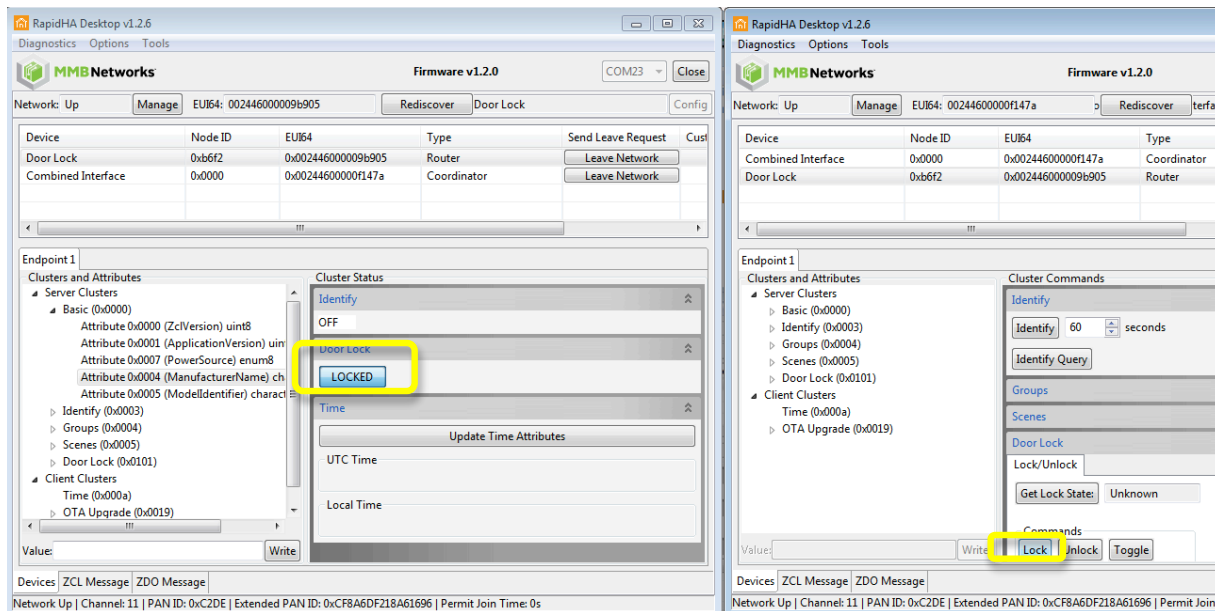 RapidHA Desktop v1.2.6
Diagnostics Options Tools
MMBNetworks Firmware v1.2.0 COM23 Close
Network: Up Manage EUI64: 002446000009b905 Rediscover Door Lock Config
Device Node ID EUI64 Type Send Leave Request Cust
Door Lock 0xb6f2 0x002446000009b905 Router Leave Network
Combined Interface 0x0000 0x00244600000f147a Coordinator Leave Network
Endpoint 1
Clusters and Attributes
Server Clusters
Basic (0x0000)
Attribute 0x0000 (ZclVersion) uint8
Attribute 0x0001 (ApplicationVersion) uin
Attribute 0x0007 (PowerSource) enum8
Attribute 0x0004 (ManufacturerName) ch
Attribute 0x0005 (ModelIdentifier) charact
Identify (0x0003)
Groups (0x0004)
Scenes (0x0005)
Door Lock (0x0101)
Client Clusters
Time (0x000a)
OTA Upgrade (0x0019)
Value: Write
Cluster Status
Identify
OFF
Door Lock
LOCKED
Time
Update Time Attributes
UTC Time
Local Time
Devices ZCL Message ZDO Message
Network Up | Channel: 11 | PAN ID: 0xC2DE | Extended PAN ID: 0xCF8A6DF218A61696 | Permit Join Time: 0s
RapidHA Desktop v1.2.6
Diagnostics Options Tools
MMBNetworks Firmware v1.2.0
Network: Up Manage EUI64: 00244600000f147a Rediscover terfa
Device Node ID EUI64 Type
Combined Interface 0x0000 0x00244600000f147a Coordinator
Door Lock 0xb6f2 0x002446000009b905 Router
Endpoint 1
Clusters and Attributes
Server Clusters
Basic (0x0000)
Identify (0x0003)
Groups (0x0004)
Scenes (0x0005)
Door Lock (0x0101)
Client Clusters
Time (0x000a)
OTA Upgrade (0x0019)
Value: Write
Cluster Commands
Identify
Identify 60 seconds
Identify Query
Groups
Scenes
Door Lock
Lock/Unlock
Get Lock State: Unknown
Commands
Lock Unlock Toggle
Devices ZCL Message ZDO Message
Network Up | Channel: 11 | PAN ID: 0xC2DE | Extended PAN ID: 0xCF8A6DF218A61696 | Permit Join